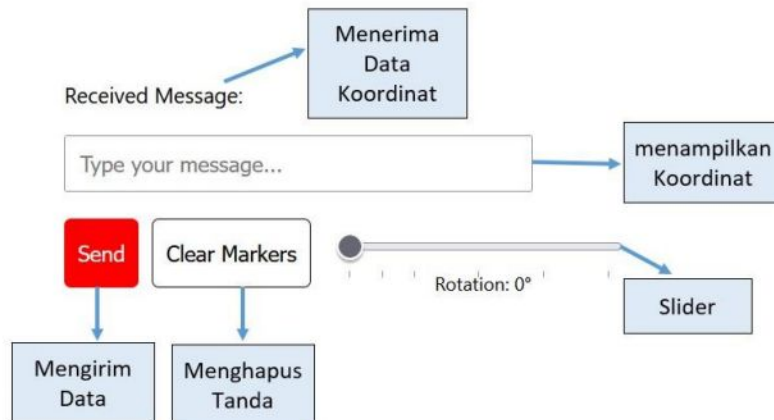 Menerima
Data
Koordinat
Received Message:
Type your message...
menampilkan
Koordinat
Send
Clear Markers
Rotation: 0°
Slider
Mengirim
Data
Menghapus
Tanda